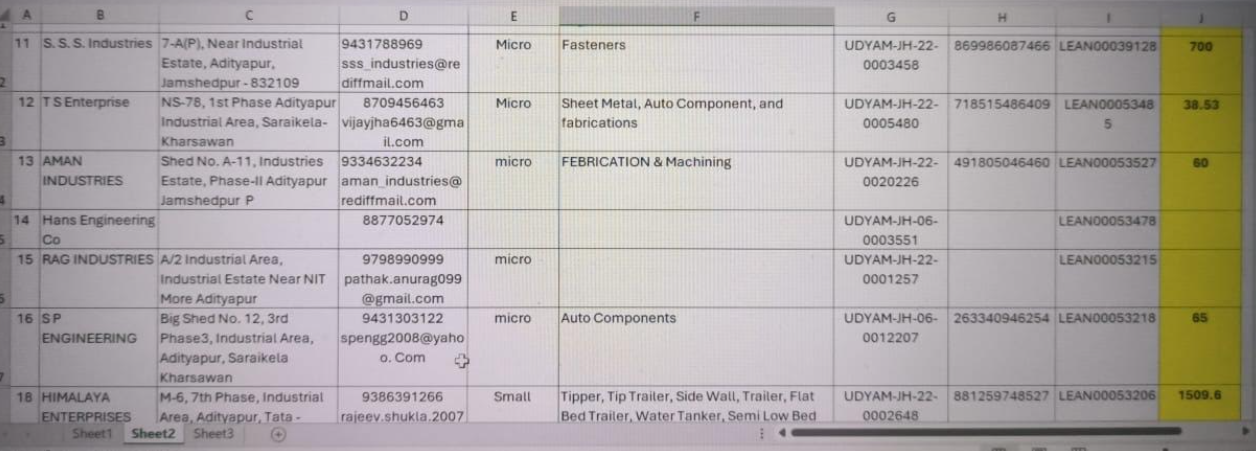 A B C D E F G H I J
11 S. S. S. Industries 7-A(P), Near Industrial 9431788969 Micro Fasteners UDYAM-JH-22- 869986087466 LEAN00039128 700
Estate, Adityapur, sss_industries@re 0003458
Jamshedpur - 832109 diffmail.com
12 T S Enterprise NS-78, 1st Phase Adityapur 8709456463 Micro Sheet Metal, Auto Component, and UDYAM-JH-22- 718515486409 LEAN0005348 38.53
Industrial Area, Saraikela- vijayjha6463@gma fabrications 0005480 5
Kharsawan il.com
13 AMAN Shed No. A-11, Industries 9334632234 micro FEBRICATION & Machining UDYAM-JH-22- 491805046460 LEAN00053527 60
INDUSTRIES Estate, Phase-II Adityapur aman_industries@ 0020226
Jamshedpur P rediffmail.com
14 Hans Engineering 8877052974 UDYAM-JH-06- LEAN00053478
Co 0003551
15 RAG INDUSTRIES A/2 Industrial Area, 9798990999 micro UDYAM-JH-22- LEAN00053215
Industrial Estate Near NIT pathak.anurag099 0001257
More Adityapur @gmail.com
16 S P Big Shed No. 12, 3rd 9431303122 micro Auto Components UDYAM-JH-06- 263340946254 LEAN00053218 65
ENGINEERING Phase3, Industrial Area, spengg2008@yaho 0012207
Adityapur, Saraikela o. Com
Kharsawan
18 HIMALAYA M-6, 7th Phase, Industrial 9386391266 Small Tipper, Tip Trailer, Side Wall, Trailer, Flat UDYAM-JH-22- 881259748527 LEAN00053206 1509.6
ENTERPRISES Area, Adityapur, Tata - rajeev.shukla.2007 Bed Trailer, Water Tanker, Semi Low Bed 0002648
Sheet1 Sheet2 Sheet3